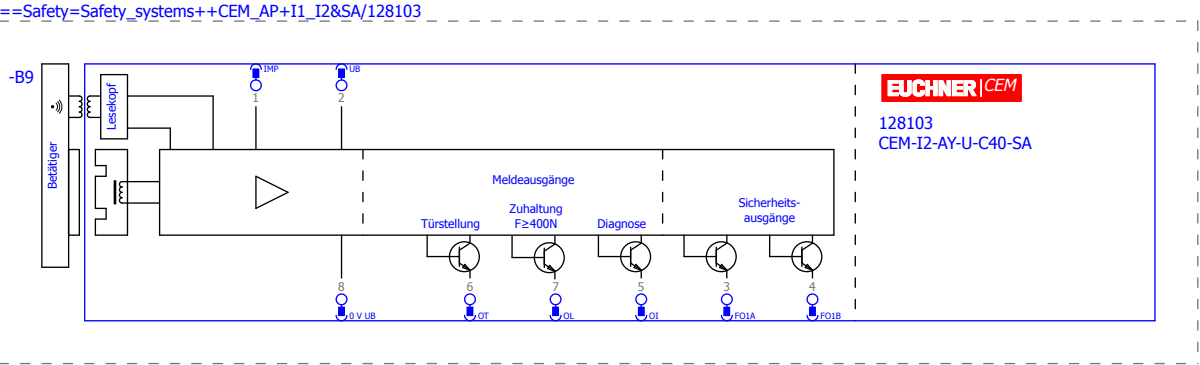 ==Safety=Safety_systems++CEM_AP+I1_I2&SA/128103
-B9
Betätiger
Lesekopf
IMP
1
UB
2
EUCHNER CEM
128103
CEM-I2-AY-U-C40-SA
Meldeausgänge
Türstellung
Zuhaltung
F≥400N
Diagnose
Sicherheits-
ausgänge
8
0 V UB
6
OT
7
OL
5
OI
3
FO1A
4
FO1B